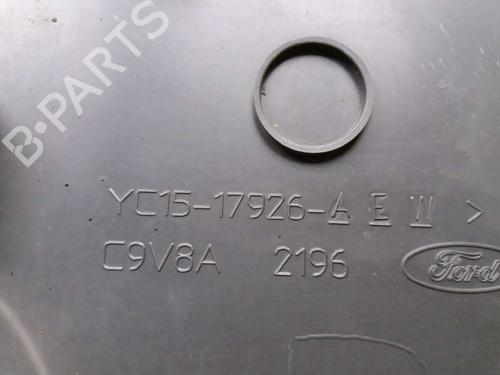 B-PARTS
YC15-17926-A E W >
C9V8A 2196
Ford